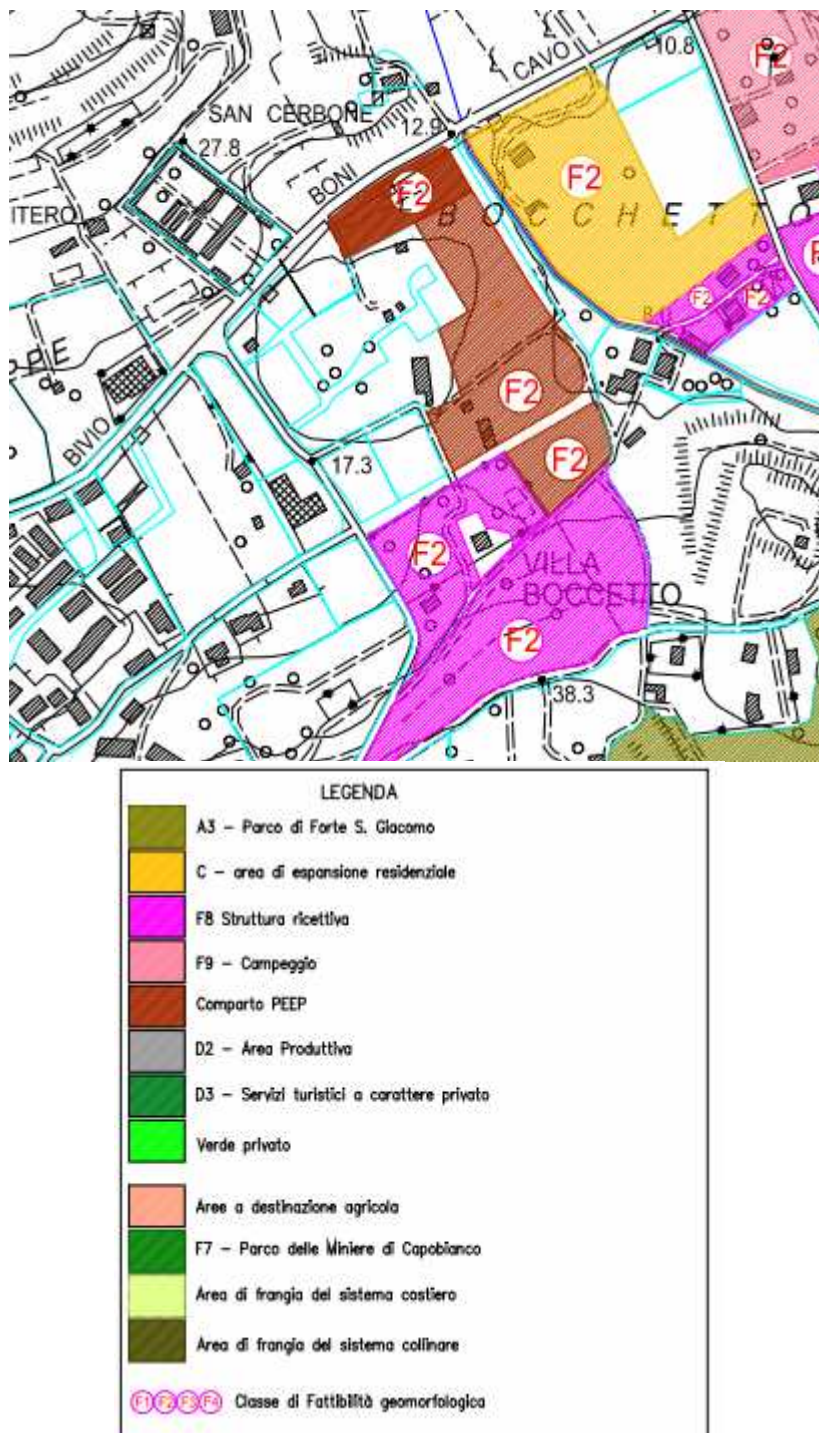 F2
10.8
CAVO
SAN CERBONE
12.9
27.8
BONI
F2
F2
ITERO
BOCCHETTO
F2
F2
OPE
F2
BIVIO
17.3
F2
F2
VILLA
BOCCETTO
F2
38.3
LEGENDA
A3 - Parco di Forte S. Giacomo
C - area di espansione residenziale
F8 Struttura ricettiva
F9 - Campeggio
Comparto PEEP
D2 - Area Produttiva
D3 - Servizi turistici a carattere privato
Verde privato
Aree a destinazione agricola
F7 - Parco delle Miniere di Capobianco
Area di frangia del sistema costiero
Area di frangia del sistema collinare
F1 F2 F3 F4 Classe di Fattibilità geomorfologica